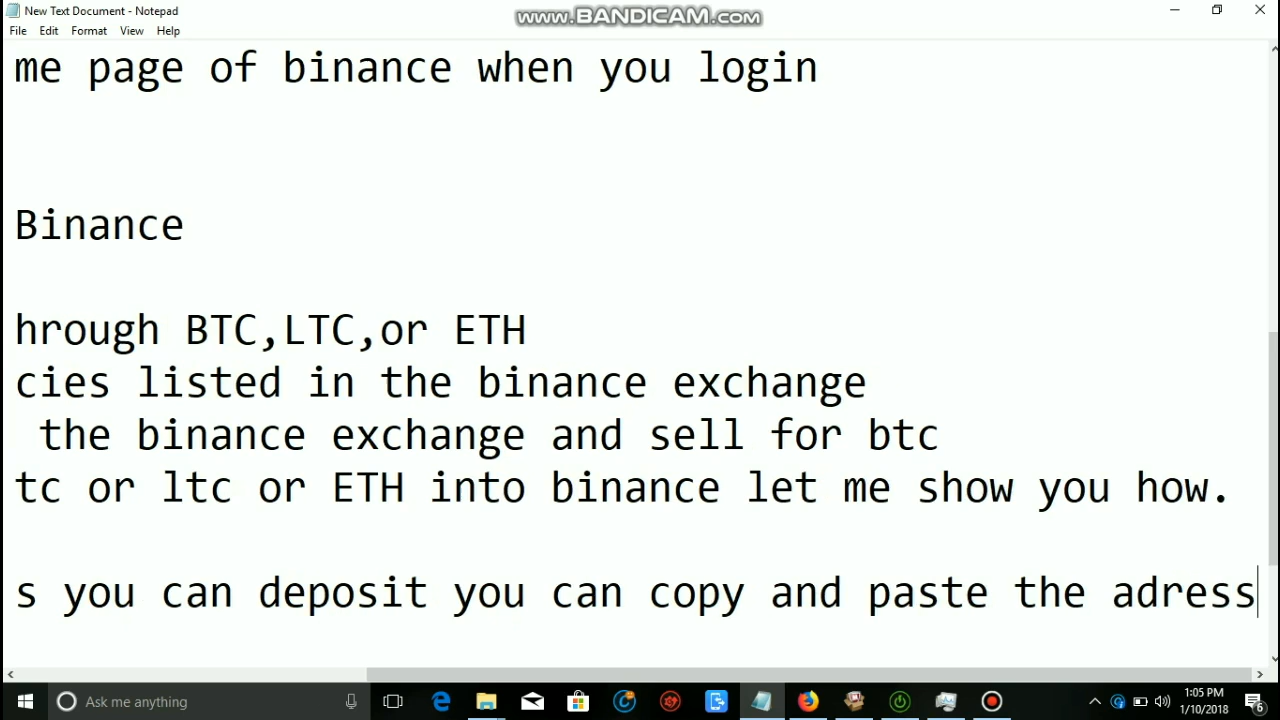 New Text Document - Notepad
www.BANDICAM.com
File Edit Format View Help
me page of binance when you login
Binance
hrough BTC,LTC,or ETH
cies listed in the binance exchange
the binance exchange and sell for btc
tc or ltc or ETH into binance let me show you how.
s you can deposit you can copy and paste the adress
Ask me anything
1:05 PM
1/10/2018
6